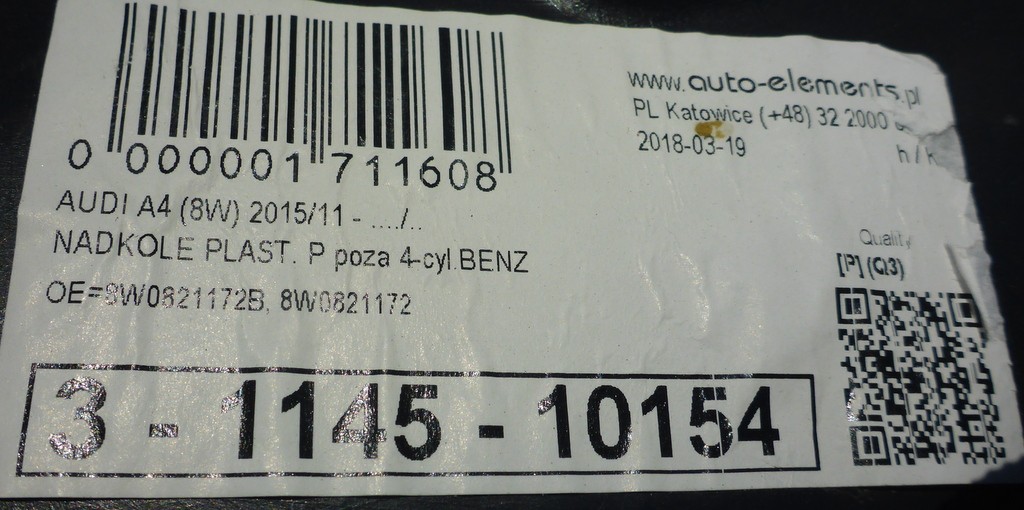 0 000001 711608
AUDI A4 (8W) 2015/11 - ..../..
NADKOLE PLAST. P poza 4-cyl.BENZ
OE=8W0821172B, 8W0821172
3 - 1145 - 10154
www.auto-elements.pl
PL Katowice (+48) 32 2000
2018-03-19
Quality
[P] (Q3)